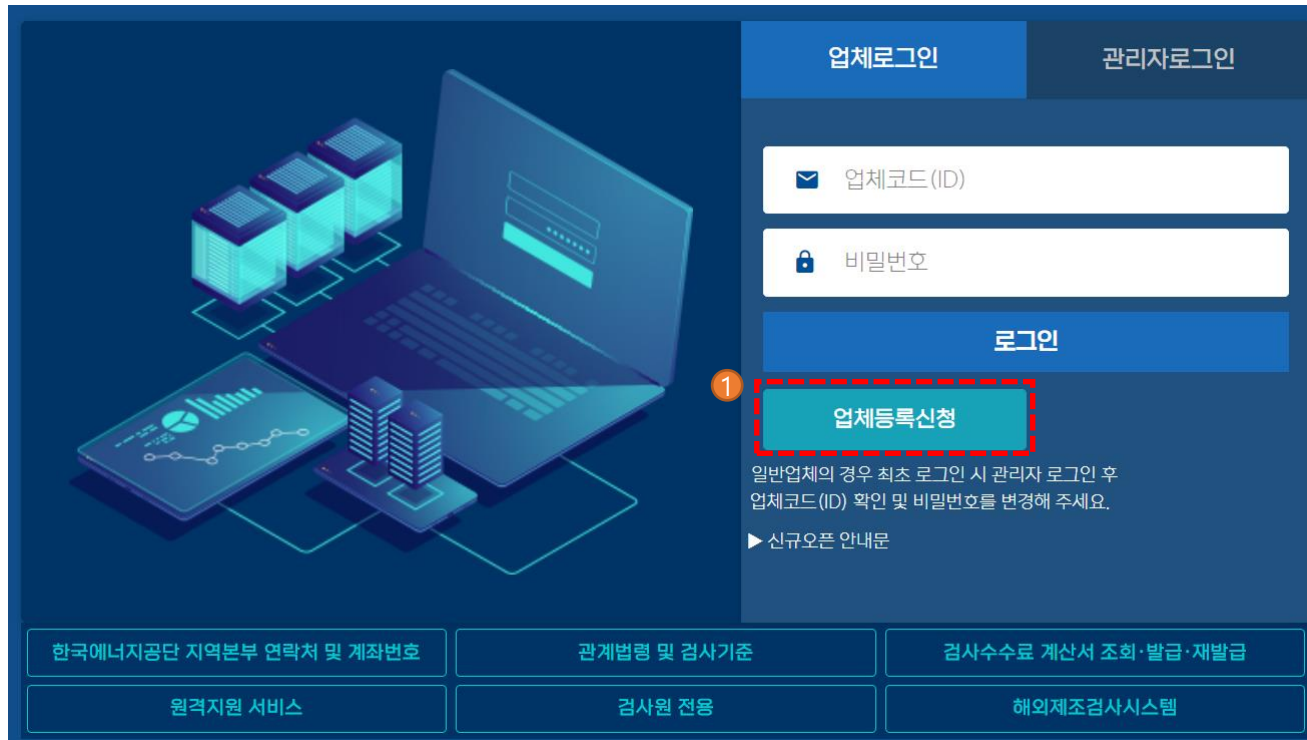 업체로그인
관리자로그인
업체코드(ID)
비밀번호
로그인
1
업체등록신청
일반업체의 경우 최초 로그인 시 관리자 로그인 후
업체코드(ID) 확인 및 비밀번호를 변경해 주세요.
▶ 신규오픈 안내문
한국에너지공단 지역본부 연락처 및 계좌번호
관계법령 및 검사기준
검사수수료 계산서 조회·발급·재발급
원격지원 서비스
검사원 전용
해외제조검사시스템